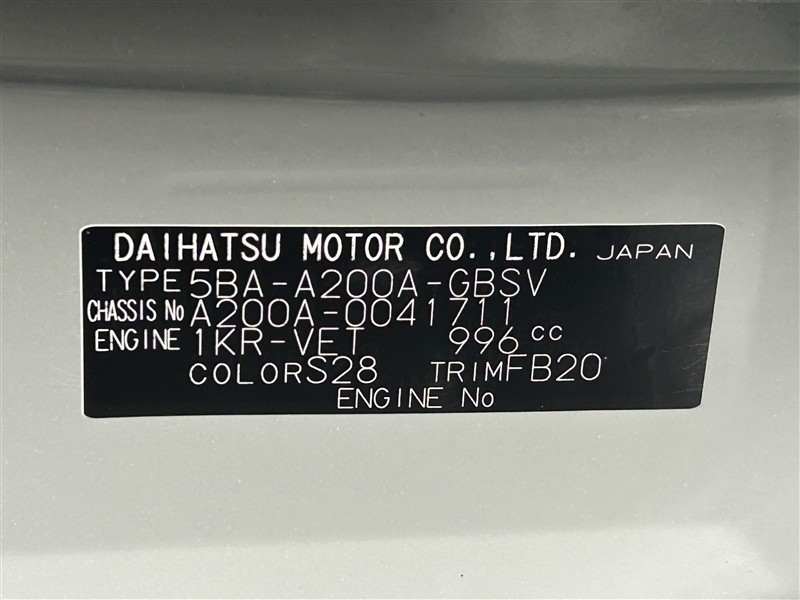 DAIHATSU MOTOR CO.,LTD. JAPAN
TYPE 5BA-A200A-GBSV
CHASSIS No A200A-0041711
ENGINE 1KR-VET 996 cc
COLOR S28 TRIM FB20
ENGINE No